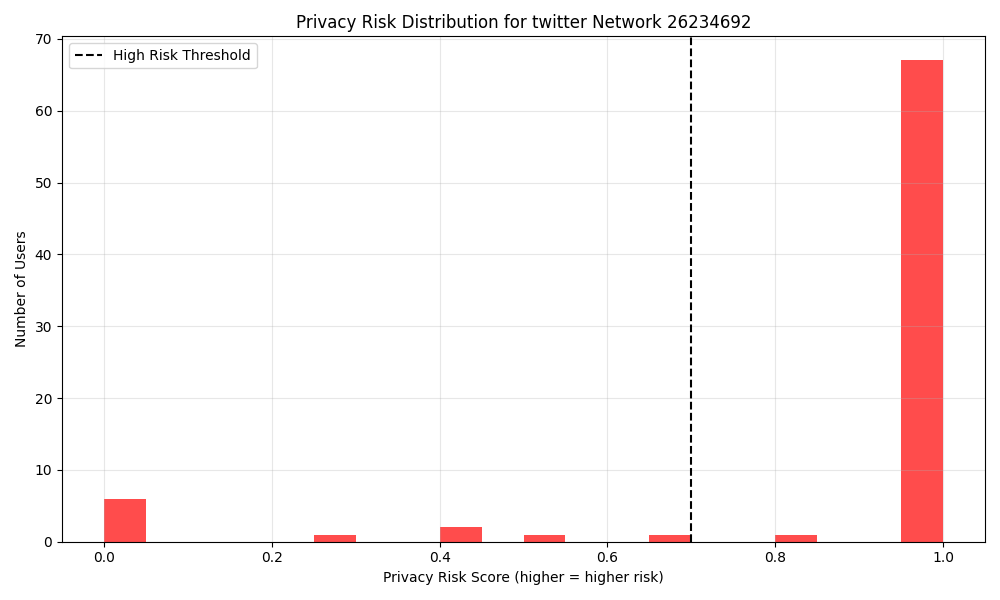 Privacy Risk Distribution for twitter Network 26234692
High Risk Threshold
Number of Users
70
60
50
40
30
20
10
0
0.0 0.2 0.4 0.6 0.8 1.0
Privacy Risk Score (higher = higher risk)